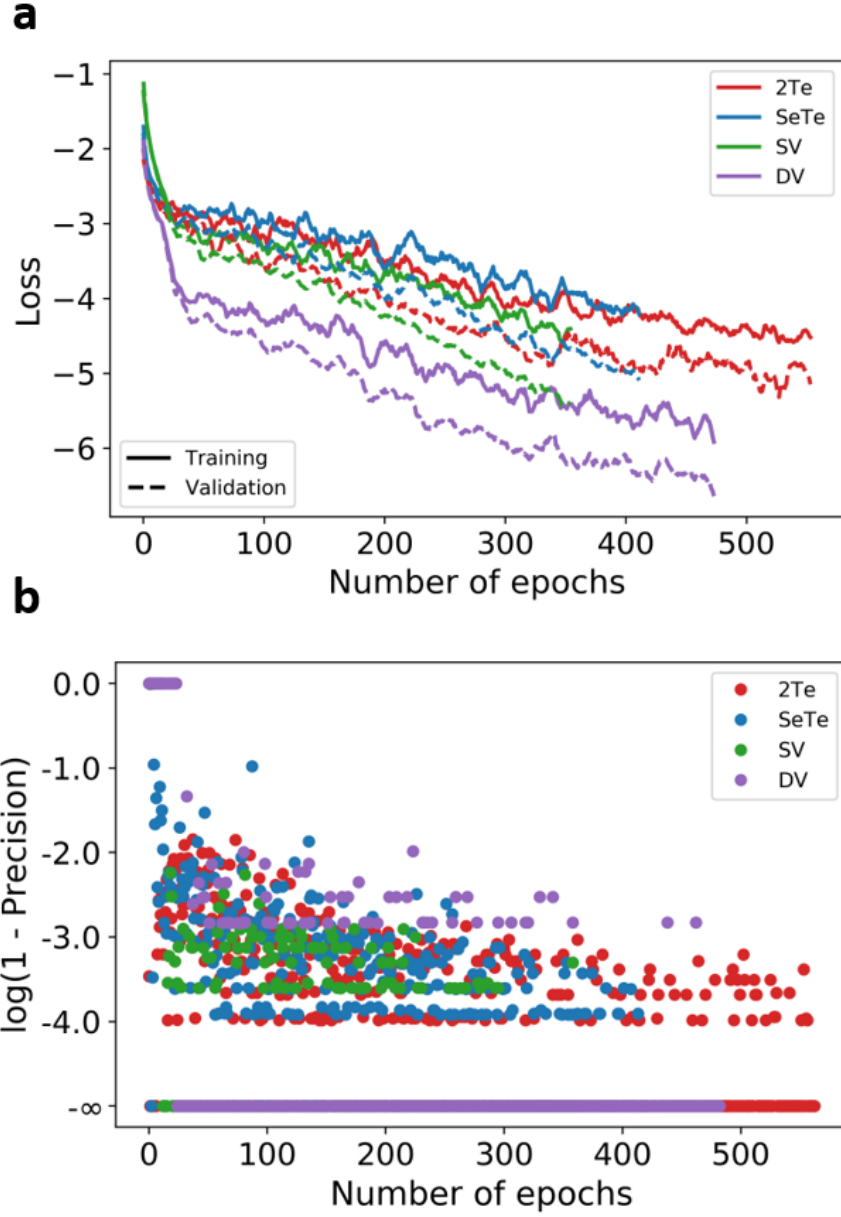 a
−1
−2
−3
−4
−5
−6
Loss
2Te
SeTe
SV
DV
Training
Validation
0 100 200 300 400 500
Number of epochs
b
0.0
-1.0
-2.0
-3.0
-4.0
-∞
log(1 - Precision)
2Te
SeTe
SV
DV
0 100 200 300 400 500
Number of epochs